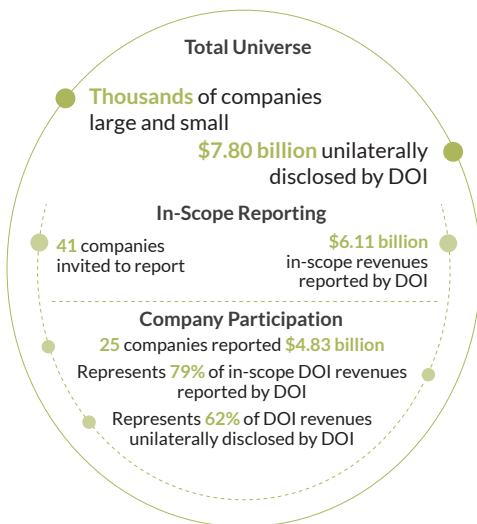 Total Universe
Thousands of companies
large and small
$7.80 billion unilaterally
disclosed by DOI
In-Scope Reporting
41 companies
invited to report
$6.11 billion
in-scope revenues
reported by DOI
Company Participation
25 companies reported $4.83 billion
Represents 79% of in-scope DOI revenues
reported by DOI
Represents 62% of DOI revenues
unilaterally disclosed by DOI